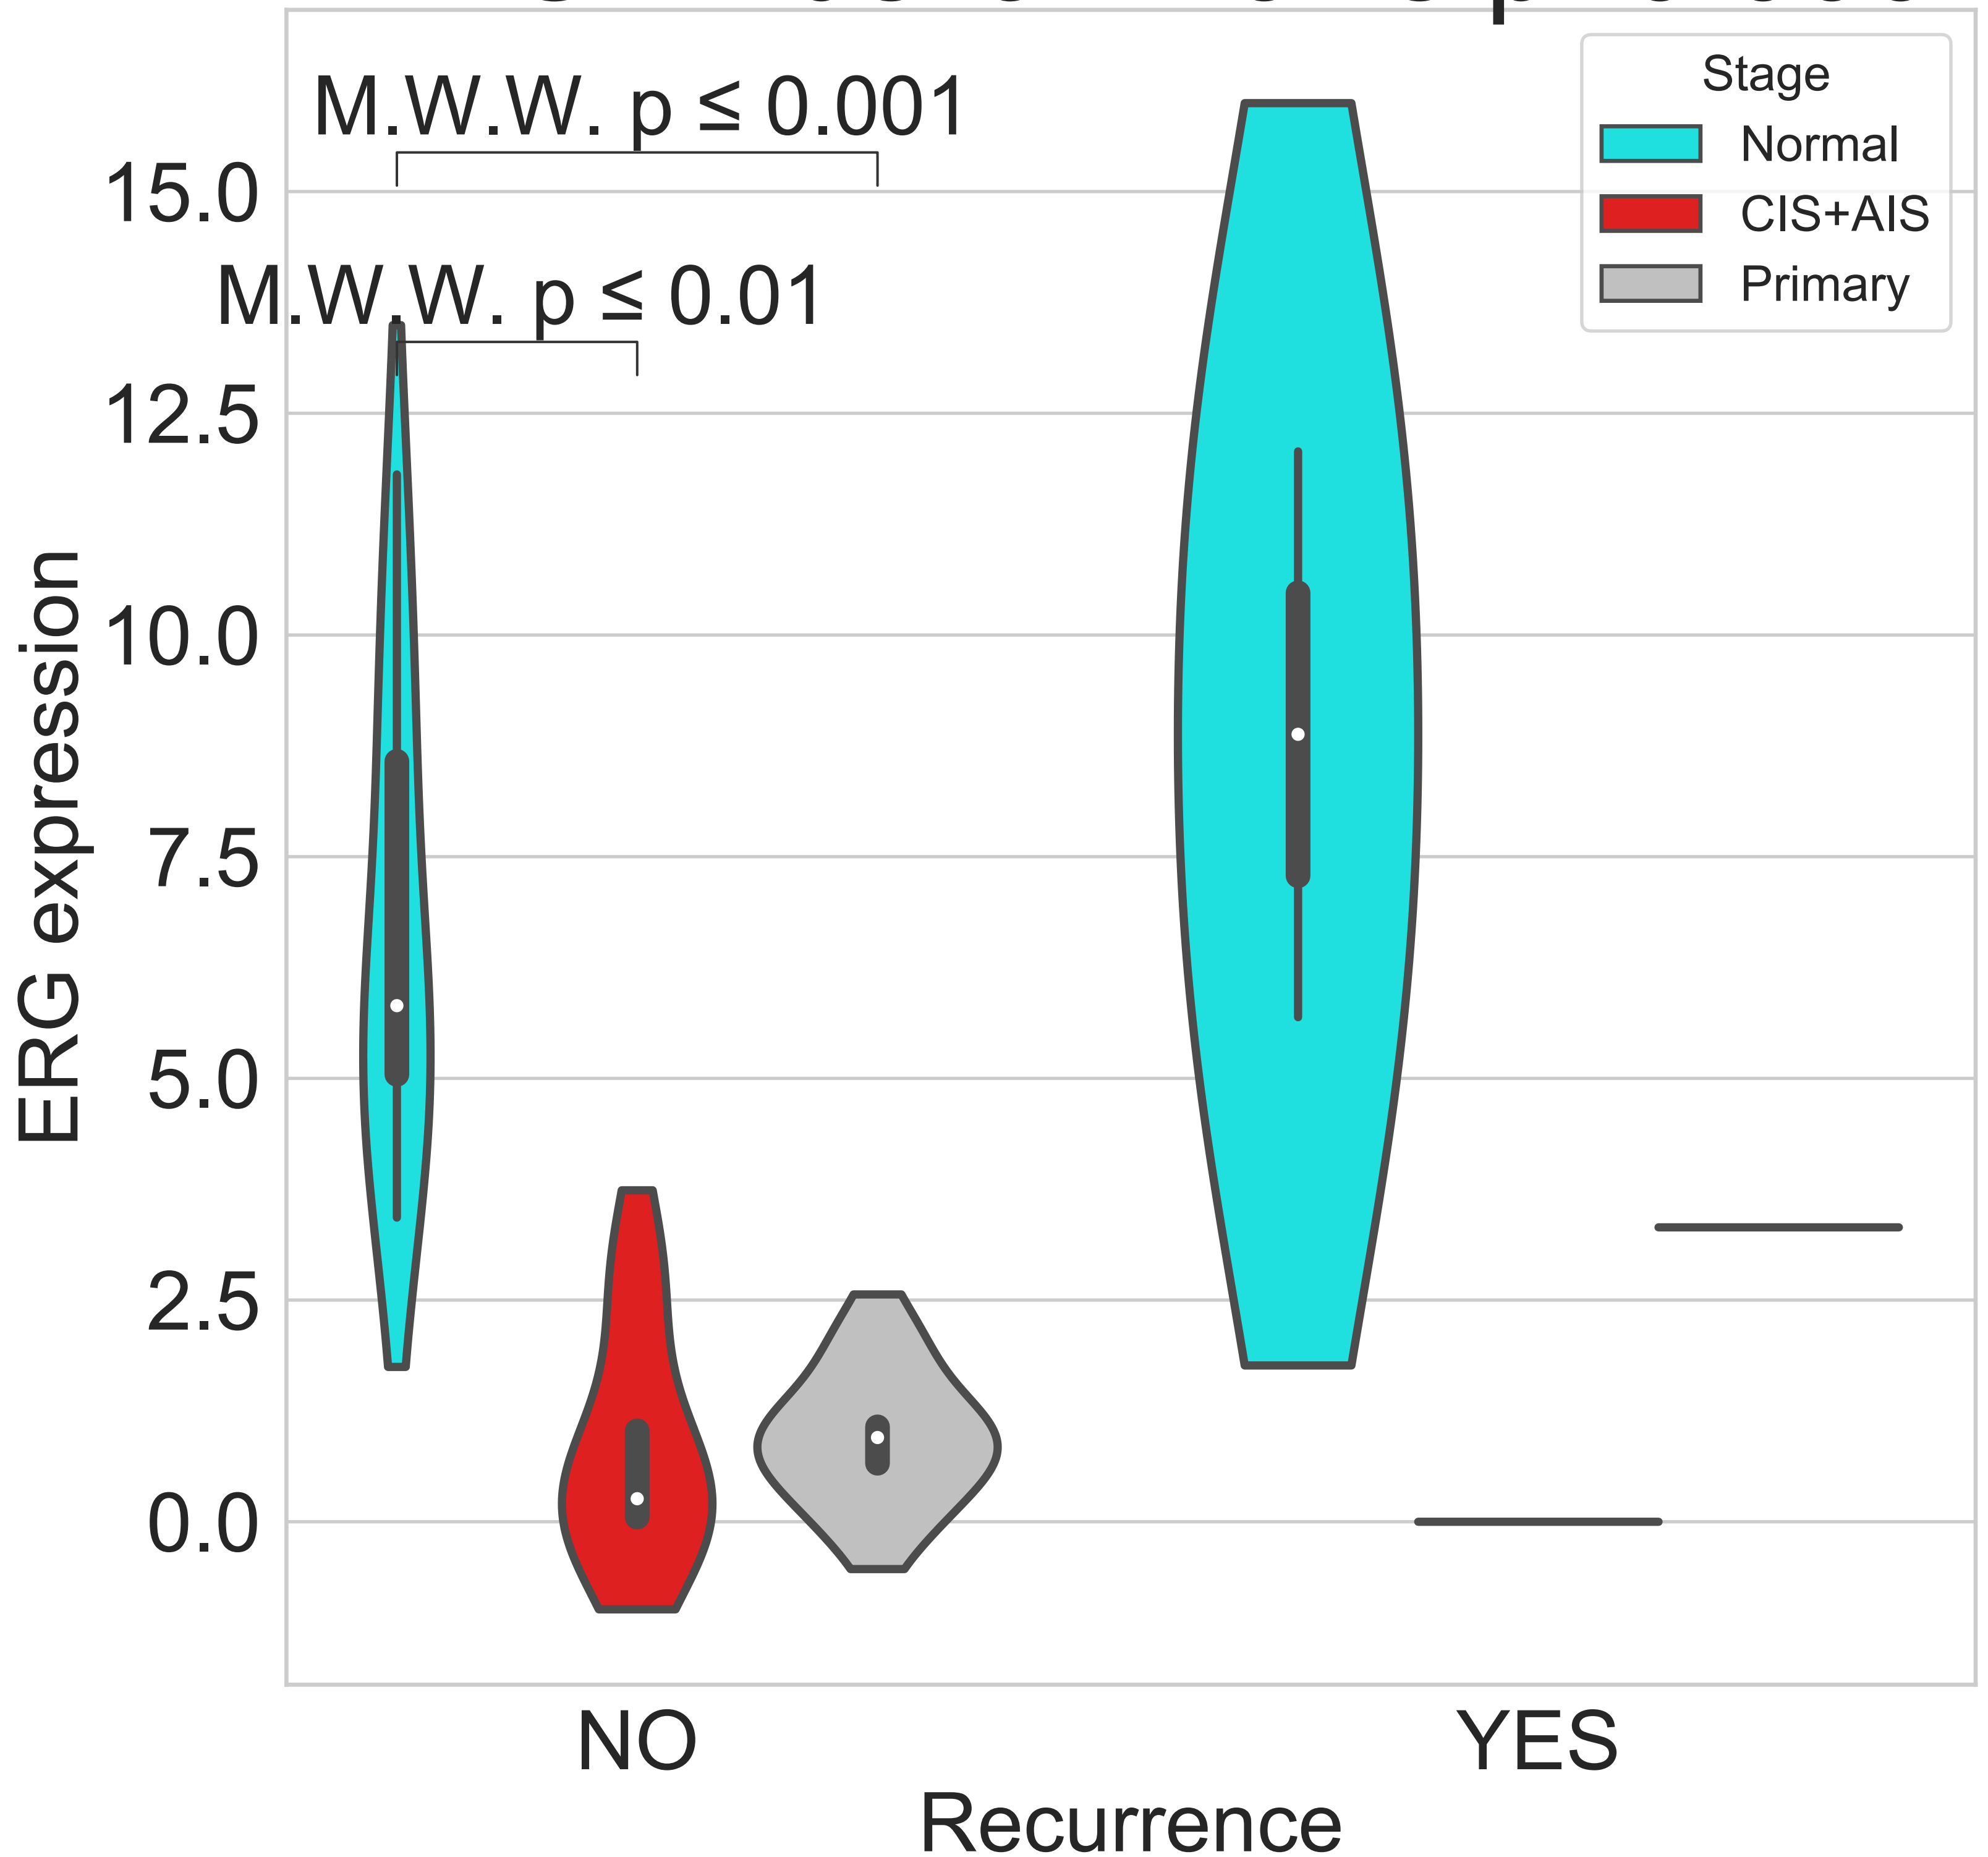 M.W.W. p ≤ 0.001
M.W.W. p ≤ 0.01
Stage
Normal
CIS+AIS
Primary
15.0
12.5
10.0
7.5
5.0
2.5
0.0
ERG expression
NO
YES
Recurrence